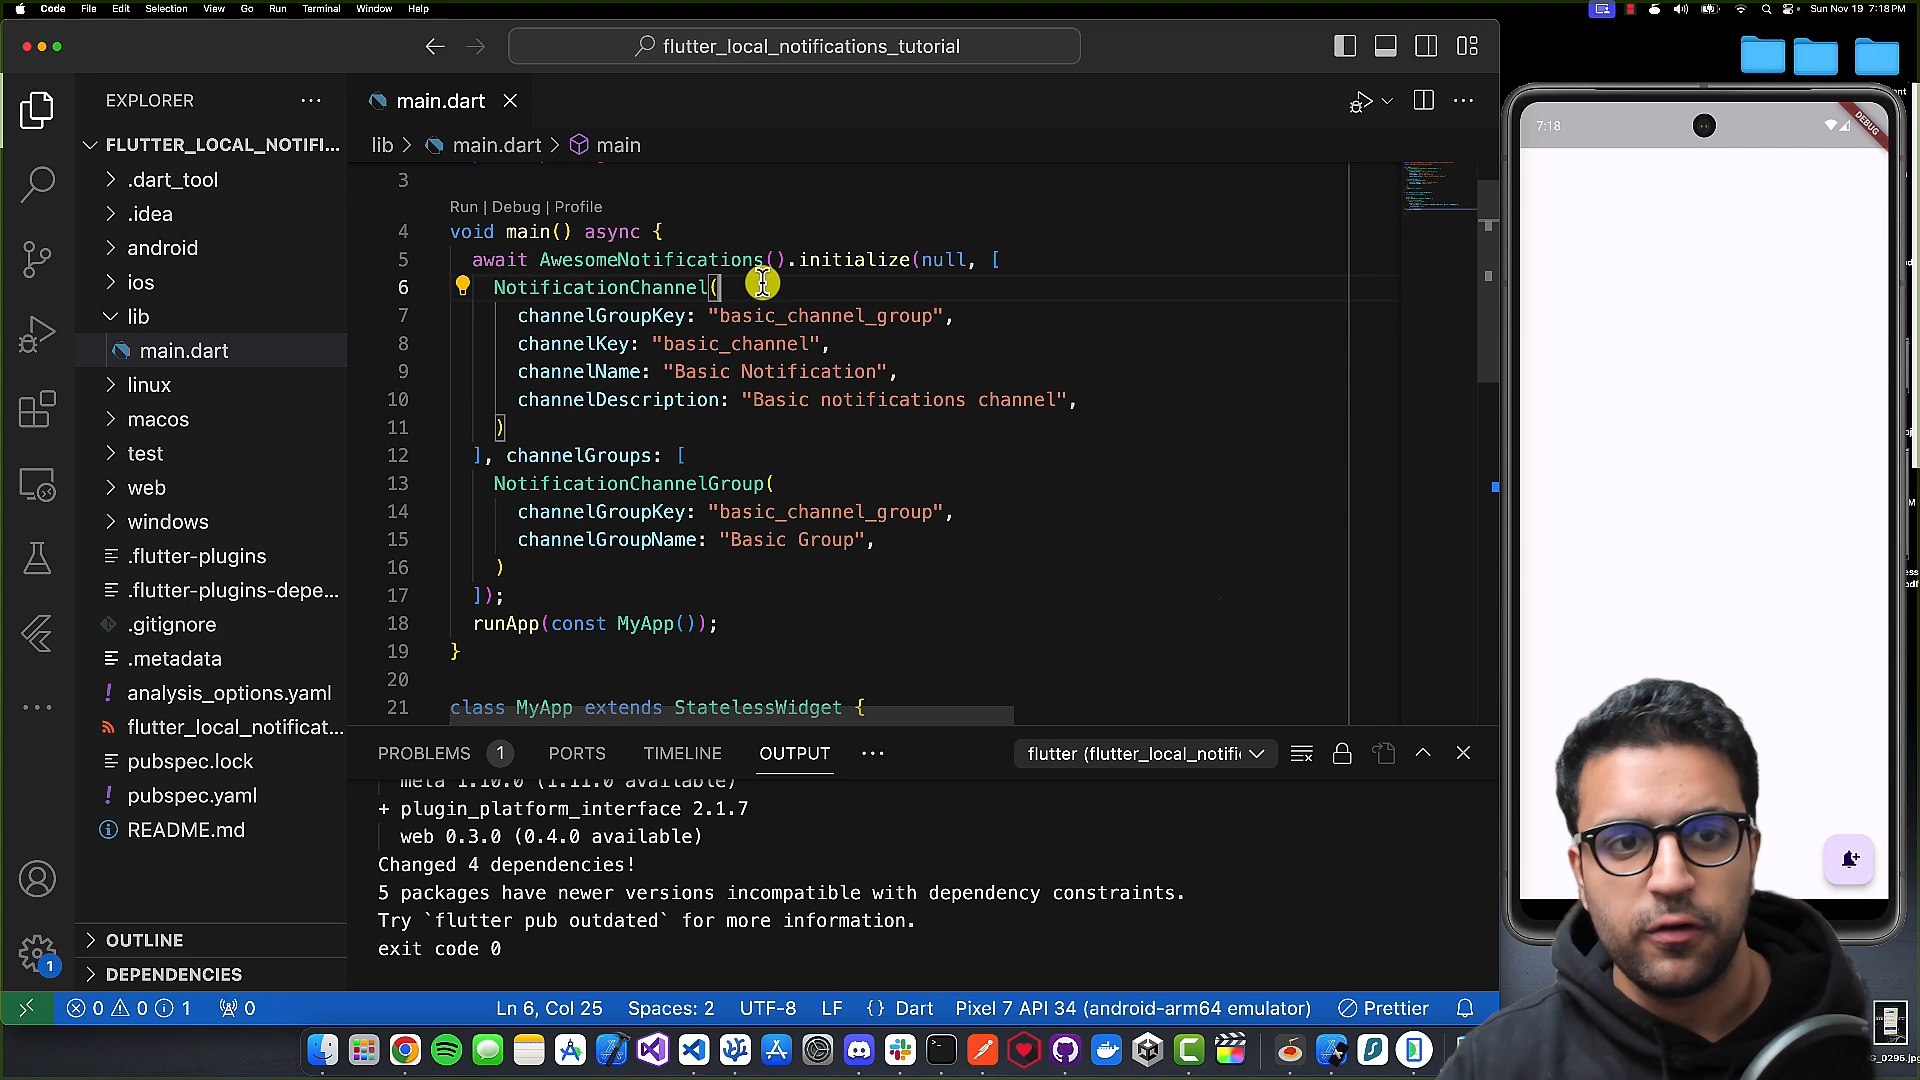 Code File Edit Selection View Go Run Terminal Window Help
Sun Nov 19 7:18 PM
flutter_local_notifications_tutorial
EXPLORER
FLUTTER_LOCAL_NOTIFI...
.dart_tool
.idea
android
ios
lib
main.dart
linux
macos
test
web
windows
.flutter-plugins
.flutter-plugins-depe...
.gitignore
.metadata
analysis_options.yaml
flutter_local_notificat...
pubspec.lock
pubspec.yaml
README.md
OUTLINE
DEPENDENCIES
main.dart
lib > main.dart > main
3
Run | Debug | Profile
4 void main() async {
5 await AwesomeNotifications().initialize(null, [
6 NotificationChannel(
7 channelGroupKey: "basic_channel_group",
8 channelKey: "basic_channel",
9 channelName: "Basic Notification",
10 channelDescription: "Basic notifications channel",
11 )
12 ], channelGroups: [
13 NotificationChannelGroup(
14 channelGroupKey: "basic_channel_group",
15 channelGroupName: "Basic Group",
16 )
17 ]);
18 runApp(const MyApp());
19 }
20
21 class MyApp extends StatelessWidget {
PROBLEMS 1 PORTS TIMELINE OUTPUT
flutter (flutter_local_notifi
meta 1.10.0 (1.11.0 available)
+ plugin_platform_interface 2.1.7
web 0.3.0 (0.4.0 available)
Changed 4 dependencies!
5 packages have newer versions incompatible with dependency constraints.
Try `flutter pub outdated` for more information.
exit code 0
1
0 0 1 0
Ln 6, Col 25 Spaces: 2 UTF-8 LF {} Dart Pixel 7 API 34 (android-arm64 emulator) Prettier
7:18
DEBUG